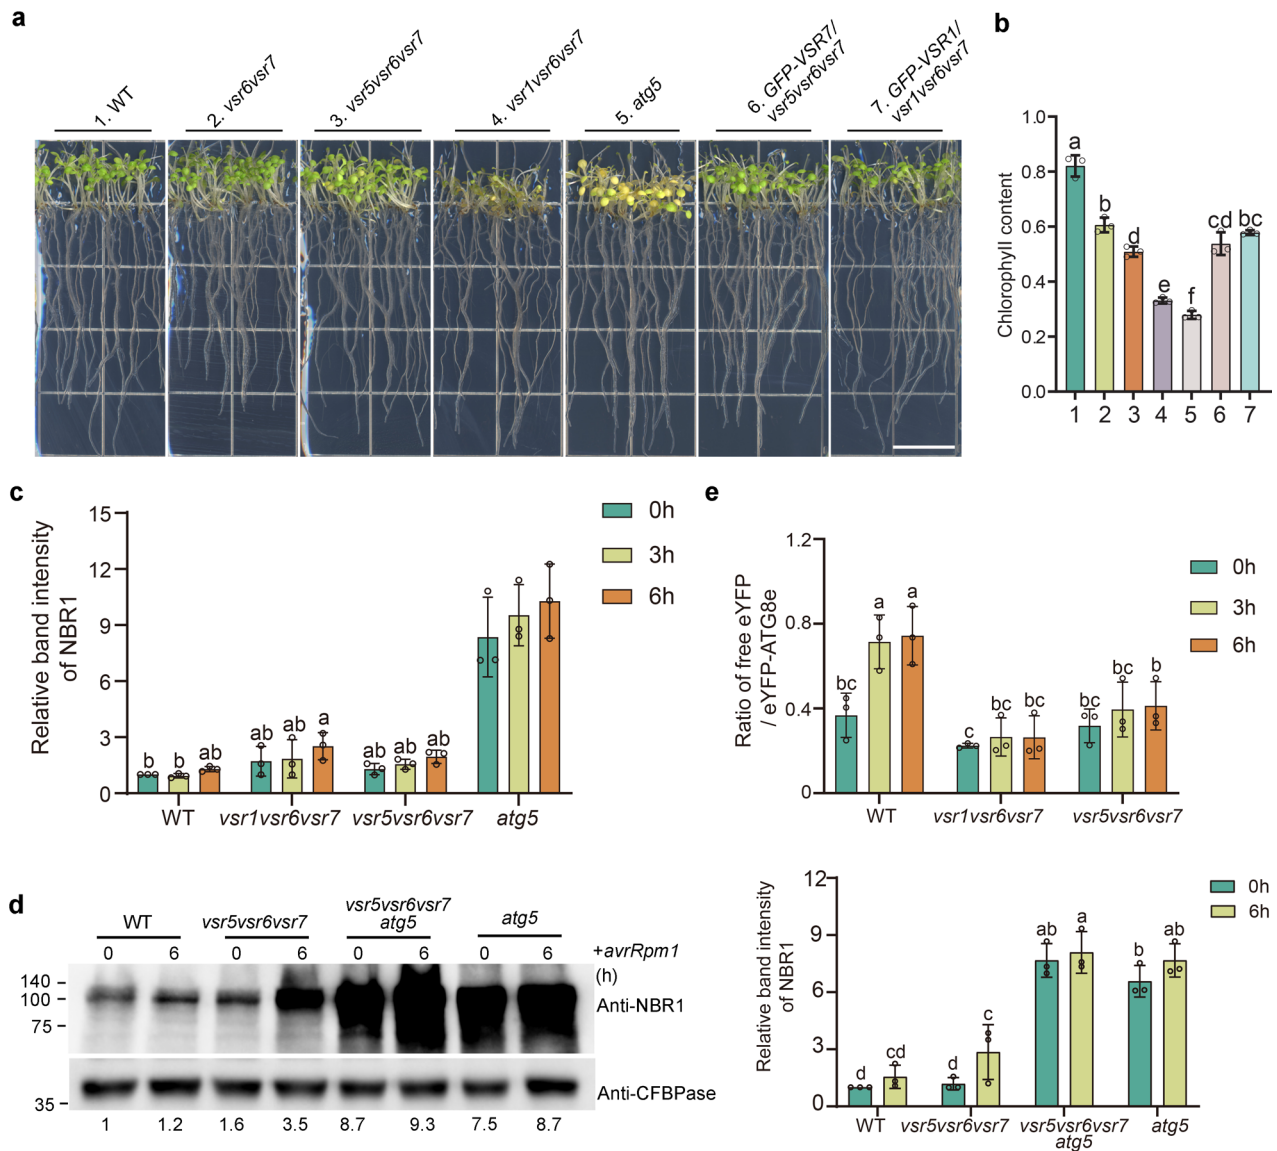 a
1. WT
2. vsr6vsr7
3. vsr5vsr6vsr7
4. vsr1vsr6vsr7
5. atg5
6. GFP-VSR7/
vsr5vsr6vsr7
7. GFP-VSR1/
vsr1vsr6vsr7
b
Chlorophyll content
1.0
0.8
0.6
0.4
0.2
0.0
a
b
d
e
f
cd
bc
1 2 3 4 5 6 7
c
Relative band intensity
of NBR1
15
12
9
6
3
0
b b ab
ab ab a
ab ab ab
WT vsr1vsr6vsr7 vsr5vsr6vsr7 atg5
0h
3h
6h
e
Ratio of free eYFP
/ eYFP-ATG8e
1.2
0.8
0.4
0
bc a a
c bc bc
bc bc b
WT vsr1vsr6vsr7 vsr5vsr6vsr7
0h
3h
6h
d
WT vsr5vsr6vsr7 vsr5vsr6vsr7
atg5 atg5
0 6 0 6 0 6 0 6 +avrRpm1
(h)
140
100
75
35
Anti-NBR1
Anti-CFBPase
1 1.2 1.6 3.5 8.7 9.3 7.5 8.7
Relative band intensity
of NBR1
12
9
6
3
0
d cd
d c
ab a
b ab
WT vsr5vsr6vsr7 vsr5vsr6vsr7
atg5 atg5
0h
6h